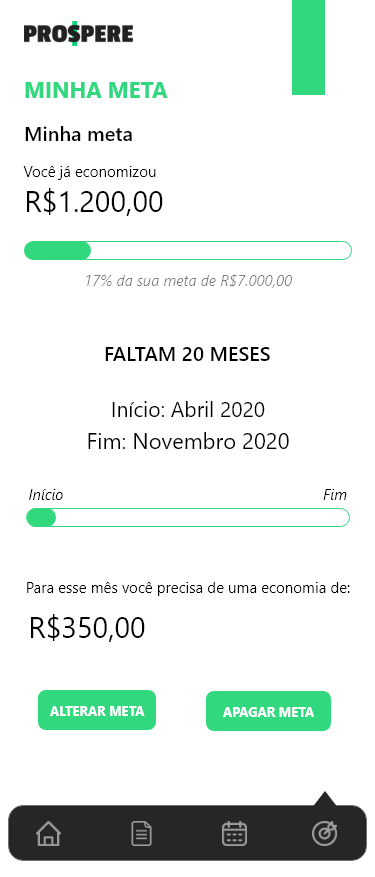 PROSPERE
MINHA META
Minha meta
Você já economizou
R$1.200,00
17% da sua meta de R$7.000,00
FALTAM 20 MESES
Início: Abril 2020
Fim: Novembro 2020
Início Fim
Para esse mês você precisa de uma economia de:
R$350,00
ALTERAR META APAGAR META